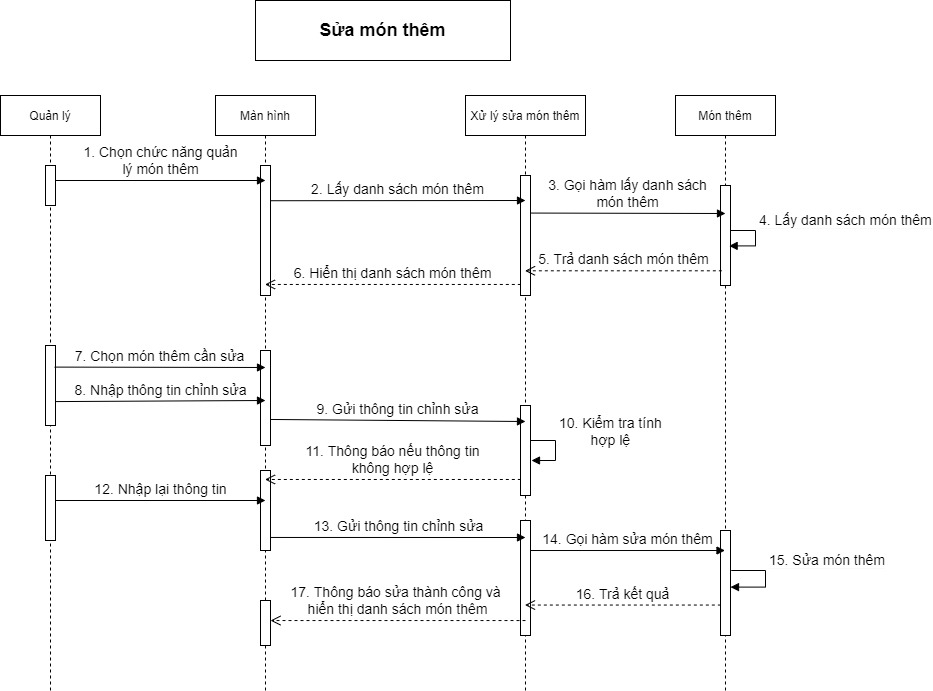 Sửa món thêm
Quản lý
Màn hình
Xử lý sửa món thêm
Món thêm
1. Chọn chức năng quản
lý món thêm
2. Lấy danh sách món thêm
3. Gọi hàm lấy danh sách
món thêm
4. Lấy danh sách món thêm
5. Trả danh sách món thêm
6. Hiển thị danh sách món thêm
7. Chọn món thêm cần sửa
8. Nhập thông tin chỉnh sửa
9. Gửi thông tin chỉnh sửa
10. Kiểm tra tính
hợp lệ
11. Thông báo nếu thông tin
không hợp lệ
12. Nhập lại thông tin
13. Gửi thông tin chỉnh sửa
14. Gọi hàm sửa món thêm
15. Sửa món thêm
16. Trả kết quả
17. Thông báo sửa thành công và
hiển thị danh sách món thêm